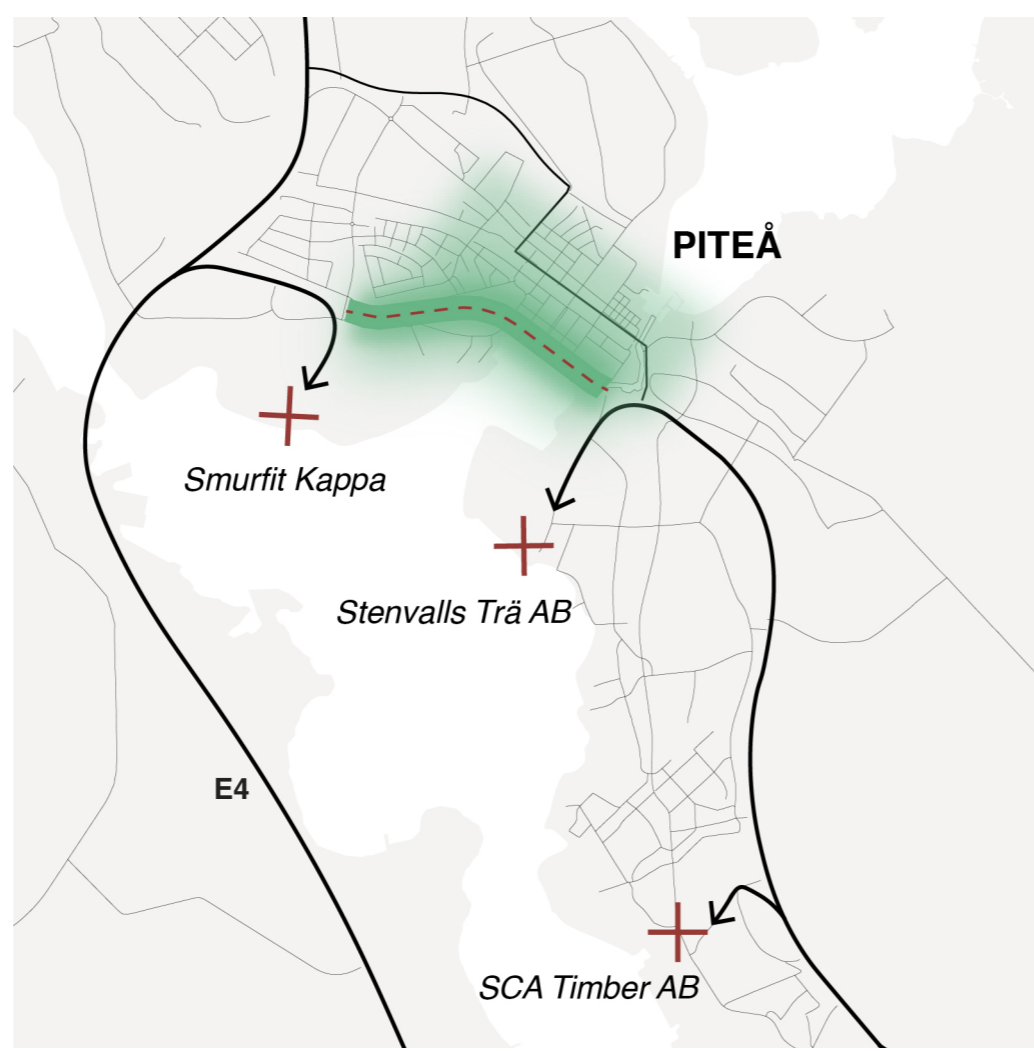 PITEÅ
Smurfit Kappa
Stenvalls Trä AB
E4
SCA Timber AB